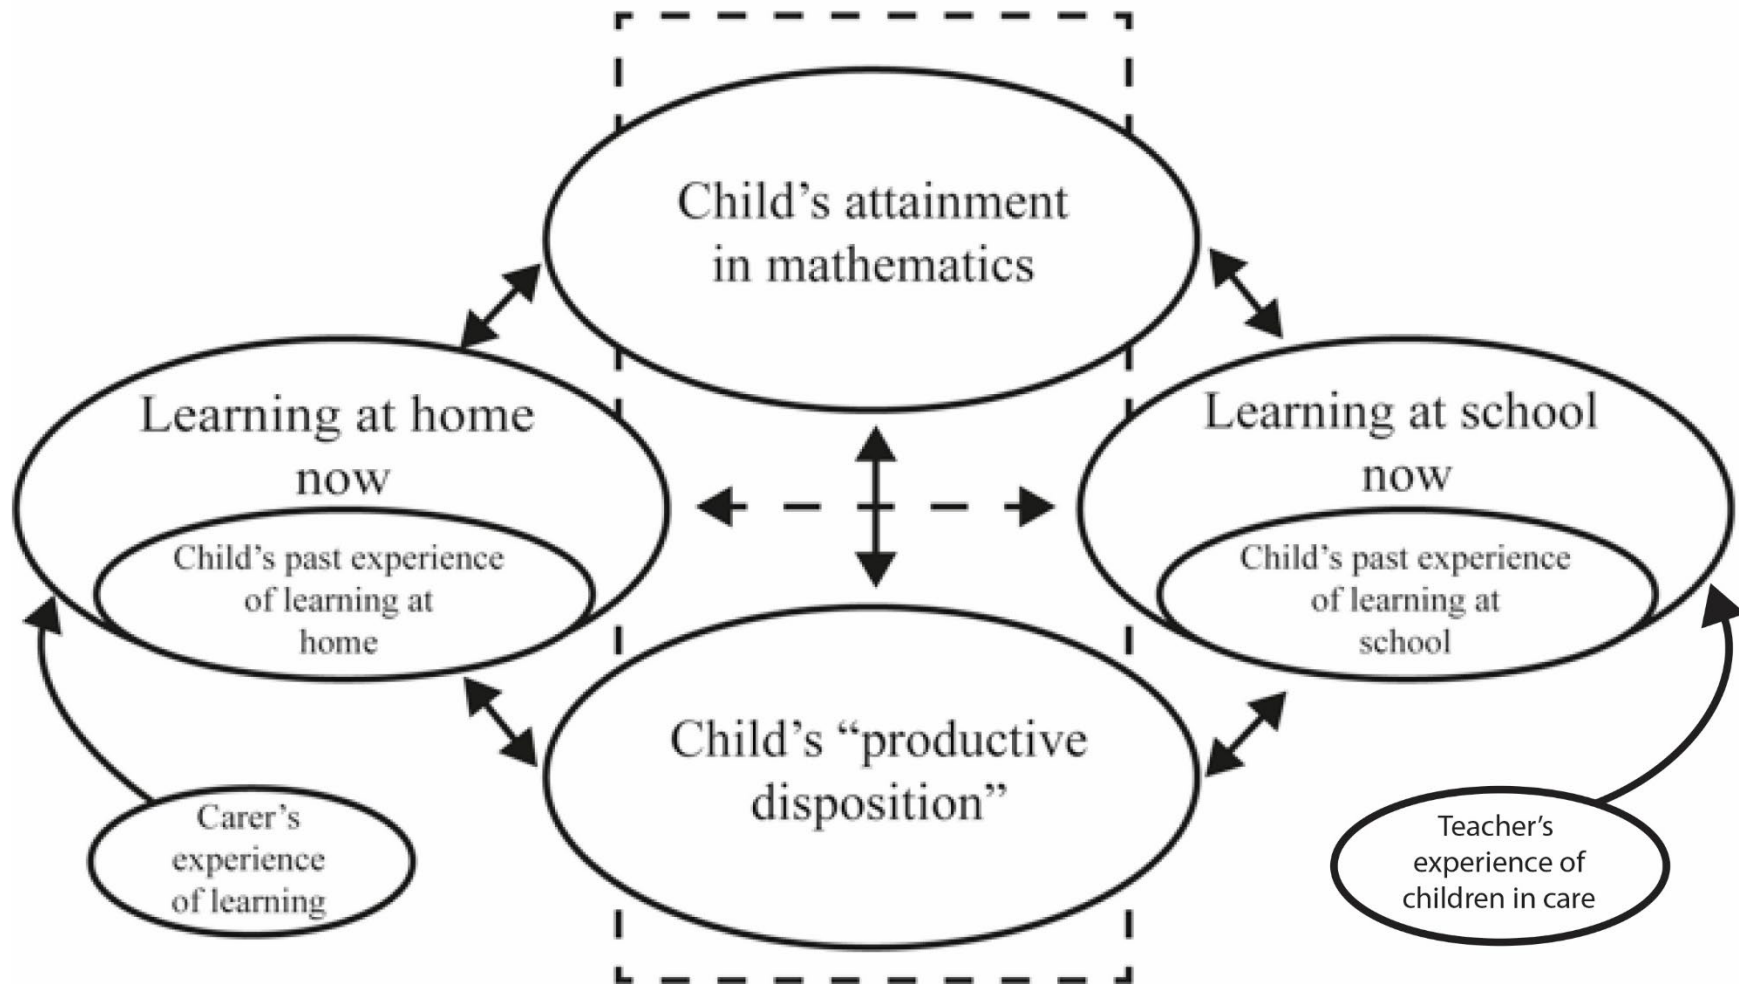 Child’s attainment
in mathematics
Learning at home
now
Child’s past experience
of learning at
home
Learning at school
now
Child’s past experience
of learning at
school
Child’s “productive
disposition”
Carer’s
experience
of learning
Teacher’s
experience of
children in care